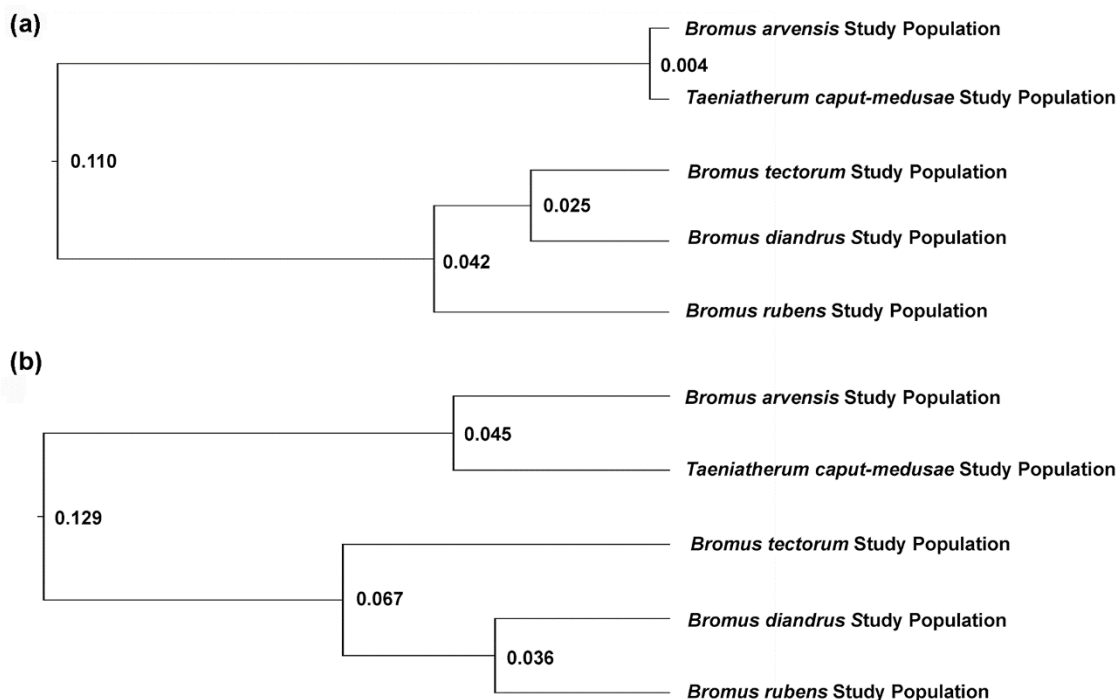 (a)
Bromus arvensis Study Population
0.004
Taeniatherum caput-medusae Study Population
0.110
Bromus tectorum Study Population
0.025
Bromus diandrus Study Population
0.042
Bromus rubens Study Population
(b)
Bromus arvensis Study Population
0.045
Taeniatherum caput-medusae Study Population
0.129
Bromus tectorum Study Population
0.067
Bromus diandrus Study Population
0.036
Bromus rubens Study Population